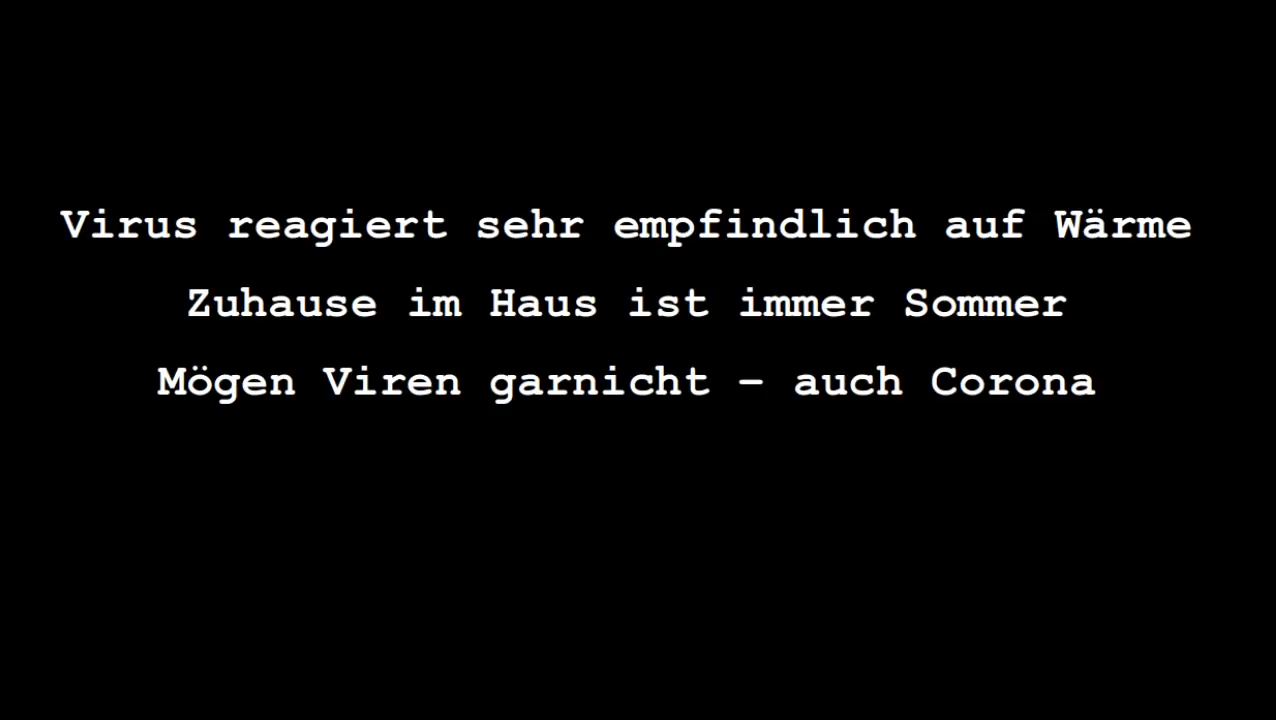 Virus reagiert sehr empfindlich auf Wärme
Zuhause im Haus ist immer Sommer
Mögen Viren garnicht – auch Corona